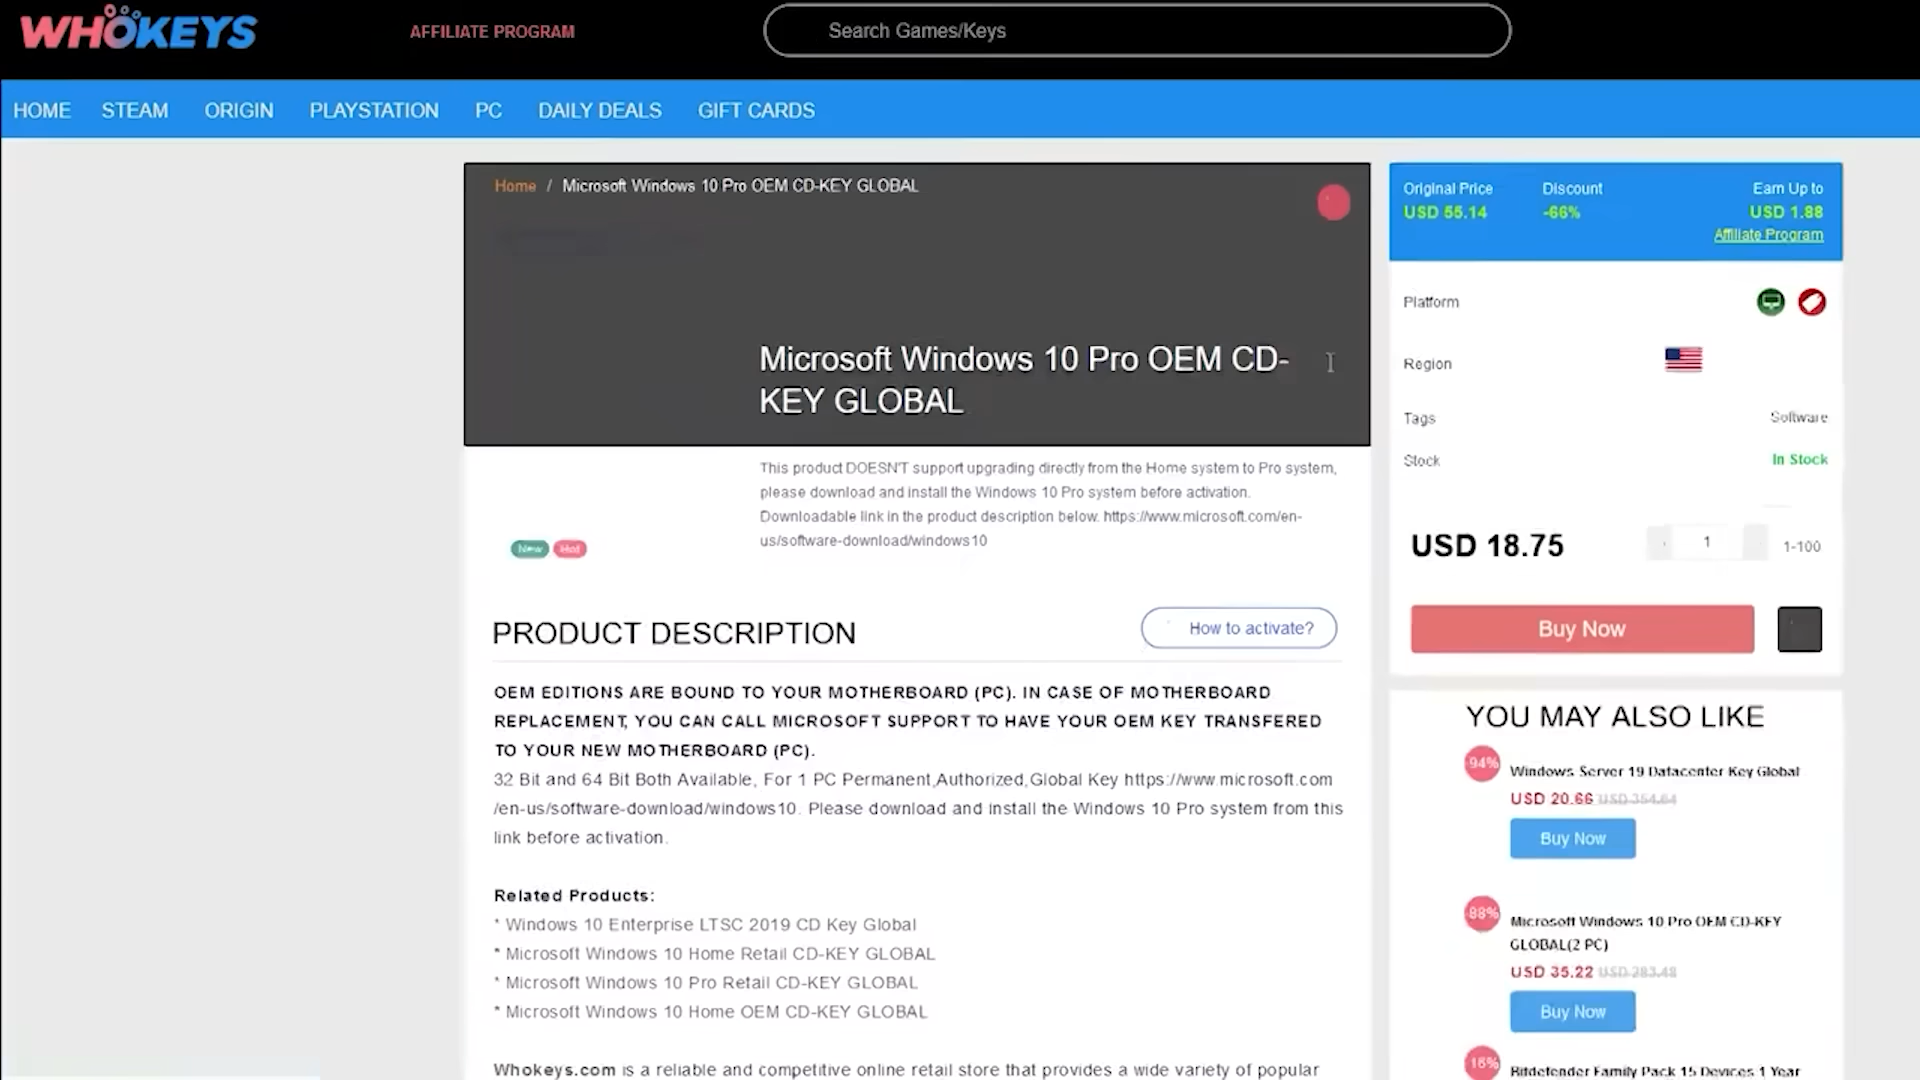 WHOKEYS
AFFILIATE PROGRAM
Search Games/Keys
HOME STEAM ORIGIN PLAYSTATION PC DAILY DEALS GIFT CARDS
Home / Microsoft Windows 10 Pro OEM CD-KEY GLOBAL
Microsoft Windows 10 Pro OEM CD-
KEY GLOBAL
This product DOESN'T support upgrading directly from the Home system to Pro system,
please download and install the Windows 10 Pro system before activation.
Downloadable link in the product description below. https://www.microsoft.com/en-
us/software-download/windows10
New Hot
PRODUCT DESCRIPTION
How to activate?
OEM EDITIONS ARE BOUND TO YOUR MOTHERBOARD (PC). IN CASE OF MOTHERBOARD
REPLACEMENT, YOU CAN CALL MICROSOFT SUPPORT TO HAVE YOUR OEM KEY TRANSFERED
TO YOUR NEW MOTHERBOARD (PC).
32 Bit and 64 Bit Both Available, For 1 PC Permanent,Authorized,Global Key https://www.microsoft.com
/en-us/software-download/windows10. Please download and install the Windows 10 Pro system from this
link before activation.
Related Products:
* Windows 10 Enterprise LTSC 2019 CD Key Global
* Microsoft Windows 10 Home Retail CD-KEY GLOBAL
* Microsoft Windows 10 Pro Retail CD-KEY GLOBAL
* Microsoft Windows 10 Home OEM CD-KEY GLOBAL
Whokeys.com is a reliable and competitive online retail store that provides a wide variety of popular
Original Price Discount Earn Up to
USD 55.14 -66% USD 1.88
Affiliate Program
Platform
Region
Tags Software
Stock In Stock
USD 18.75 1 1-100
Buy Now
YOU MAY ALSO LIKE
-94%
Windows Server 19 Datacenter Key Global
USD 20.66 USD 354.64
Buy Now
-88%
Microsoft Windows 10 Pro OEM CD-KEY
GLOBAL(2 PC)
USD 35.22 USD 283.48
Buy Now
-16%
Bitdefender Family Pack 15 Devices 1 Year